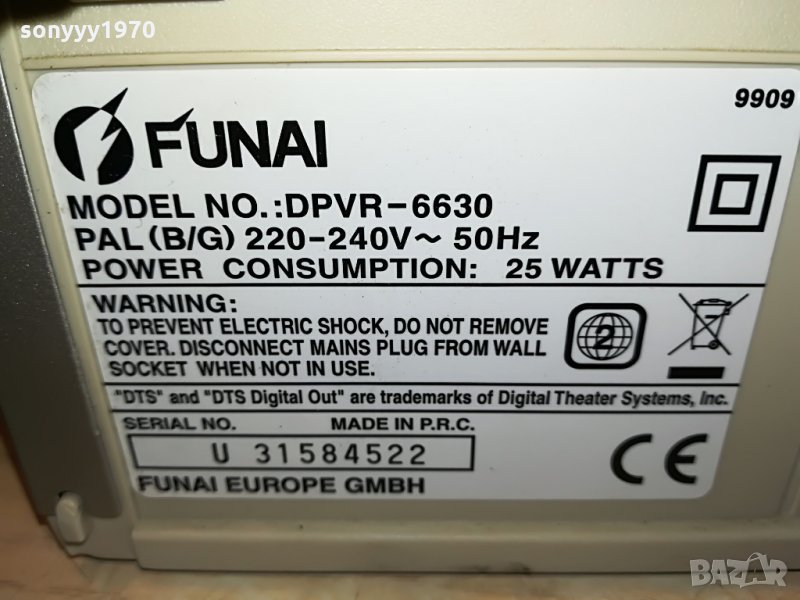 sonyyy1970
9909
FUNAI
MODEL NO.:DPVR-6630
PAL(B/G) 220-240V~ 50Hz
POWER CONSUMPTION: 25 WATTS
WARNING:
TO PREVENT ELECTRIC SHOCK, DO NOT REMOVE
COVER. DISCONNECT MAINS PLUG FROM WALL
SOCKET WHEN NOT IN USE.
2
"DTS" and "DTS Digital Out" are trademarks of Digital Theater Systems, Inc.
SERIAL NO. MADE IN P.R.C.
U 31584522
CE
FUNAI EUROPE GMBH
BAZAR